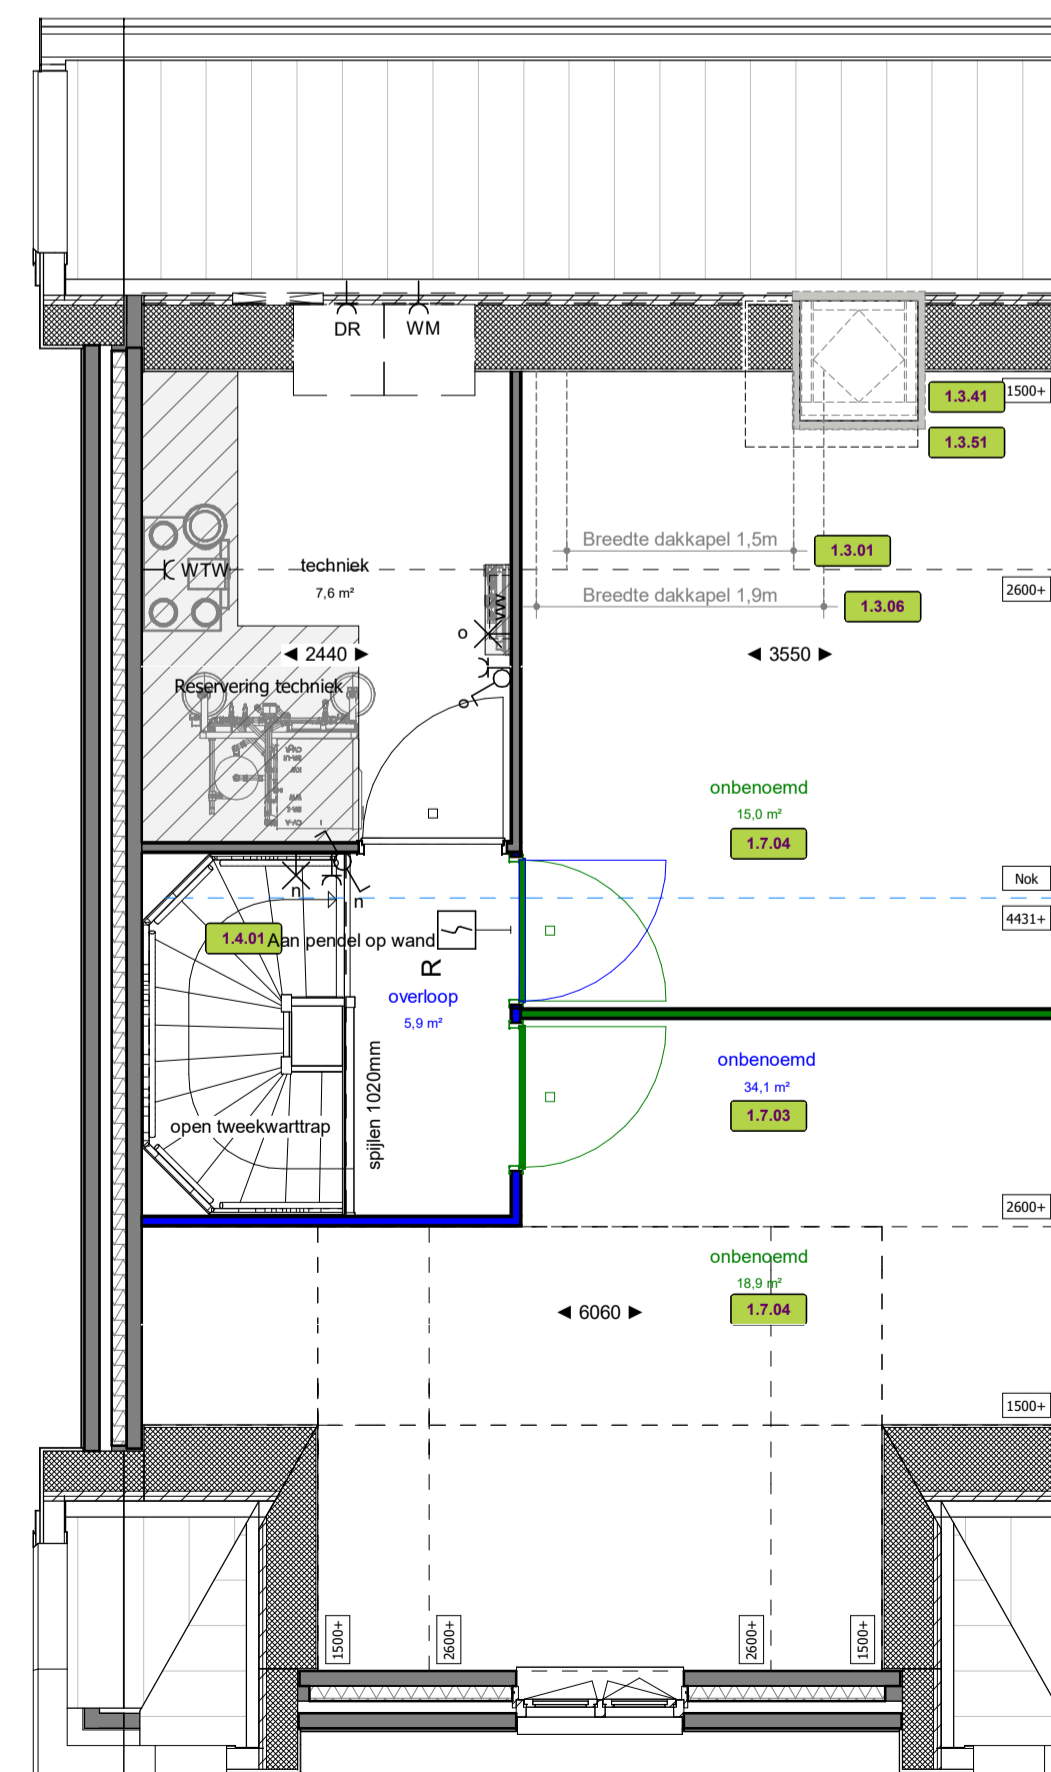 DR
WM
1.3.41
1500+
1.3.51
Breedte dakkapel 1,5m
1.3.01
WTW
techniek
7,6 m²
2600+
Breedte dakkapel 1,9m
1.3.06
VW
o
2440
3550
Reservering techniek
o
onbenoemd
15,0 m²
1.7.04
Nok
n
n
4431+
1.4.01
Aan pendel op wand
R
overloop
5,9 m²
onbenoemd
34,1 m²
1.7.03
spijlen 1020mm
open tweekwarttrap
2600+
onbenoemd
18,9 m²
1.7.04
6060
1500+
1500+
2600+
2600+
1500+